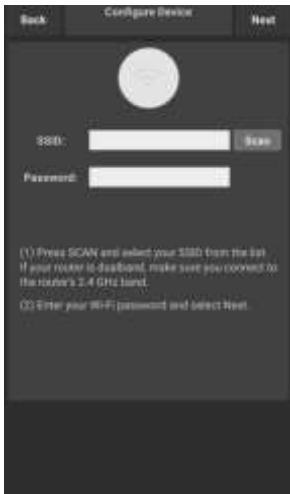 Back Configure Device Next
SSID: Scan
Password:
(1) Press SCAN and select your SSID from the list.
If your router is dualband, make sure you connect to
the router's 2.4 GHz band.
(2) Enter your Wi-Fi password and select Next.